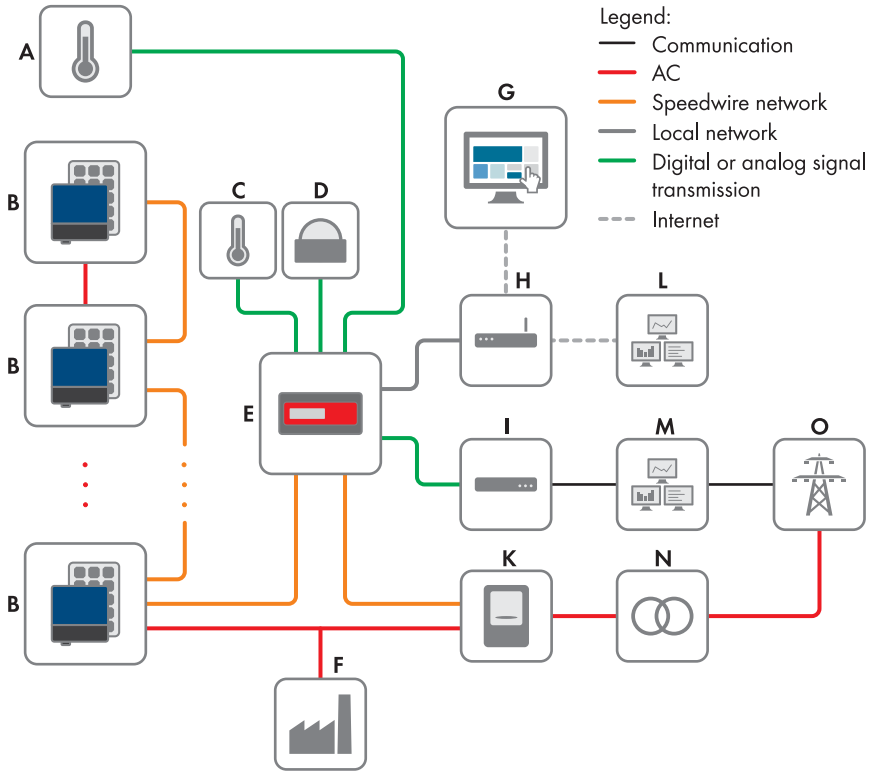 Legend:
Communication
AC
Speedwire network
Local network
Digital or analog signal
transmission
Internet
A
G
B
C
D
H
L
B
E
I
M
O
K
N
B
F